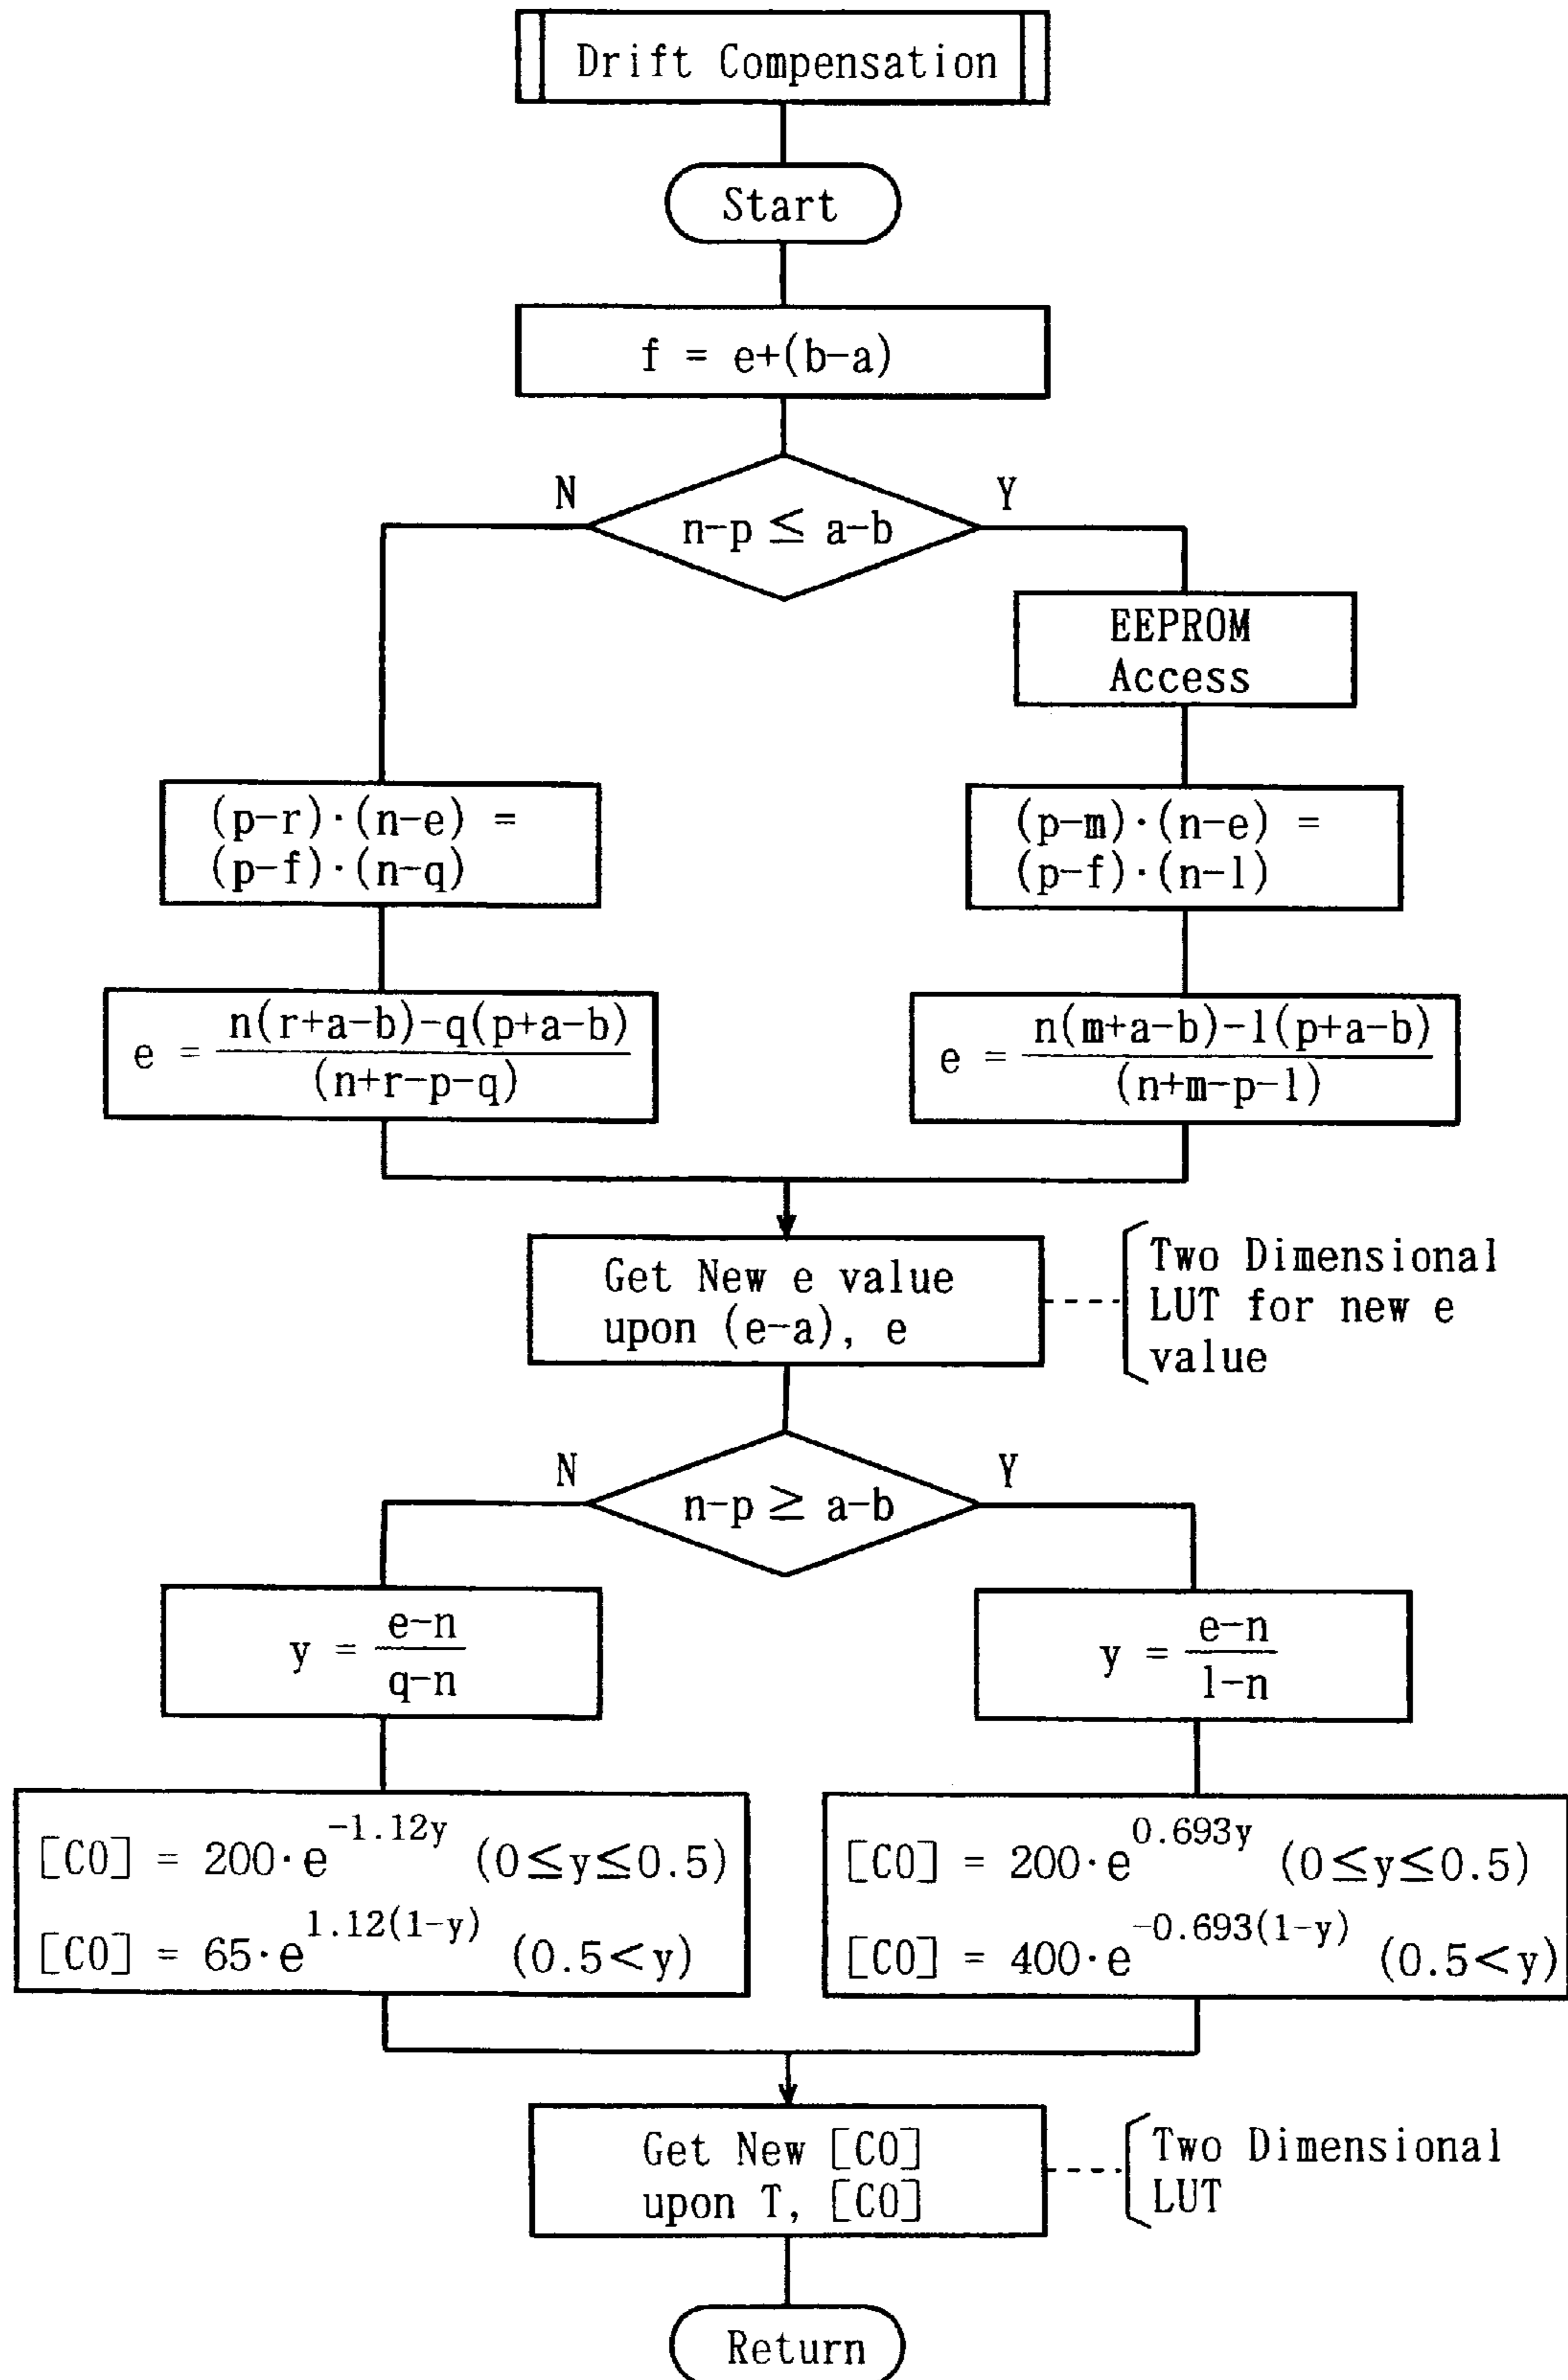 Drift Compensation
Start
f = e+(b-a)
N
n-p ≤ a-b
Y
EEPROM
Access
(p-r)·(n-e) =
(p-f)·(n-q)
(p-m)·(n-e) =
(p-f)·(n-l)
e = n(r+a-b)-q(p+a-b) / (n+r-p-q)
e = n(m+a-b)-l(p+a-b) / (n+m-p-l)
Get New e value
upon (e-a), e
Two Dimensional
LUT for new e
value
N
n-p ≥ a-b
Y
y = e-n / q-n
y = e-n / l-n
[CO] = 200·e^-1.12y (0≤y≤0.5)
[CO] = 65·e^1.12(1-y) (0.5<y)
[CO] = 200·e^0.693y (0≤y≤0.5)
[CO] = 400·e^-0.693(1-y) (0.5<y)
Get New [CO]
upon T, [CO]
Two Dimensional
LUT
Return